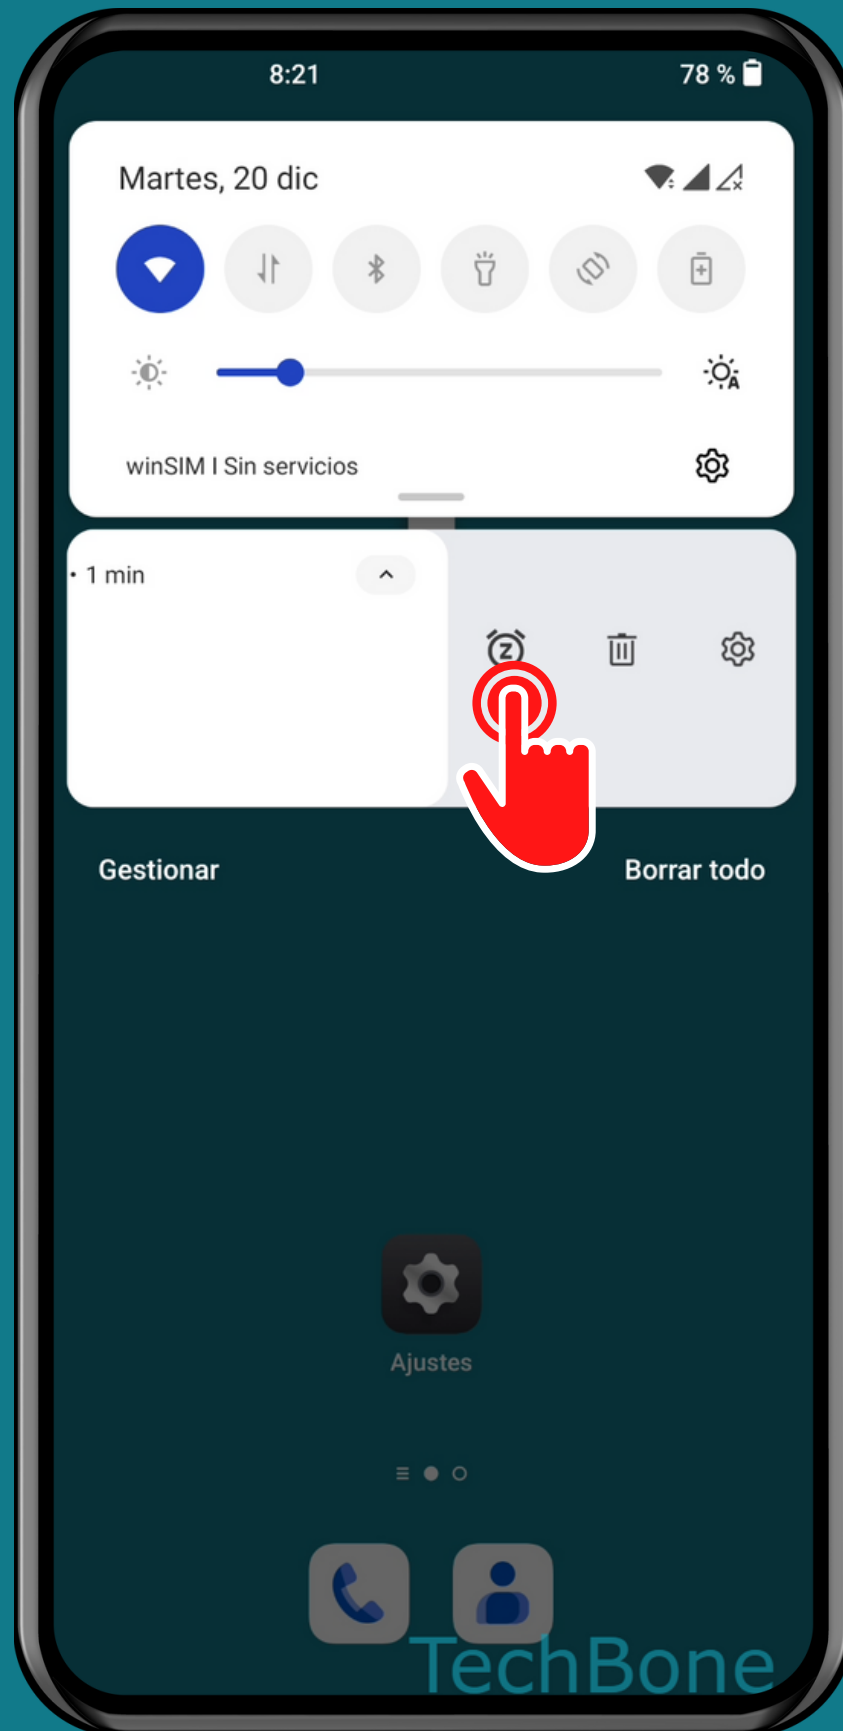 8:21
78 %
Martes, 20 dic
winSIM I Sin servicios
• 1 min
Gestionar
Borrar todo
Ajustes
TechBone